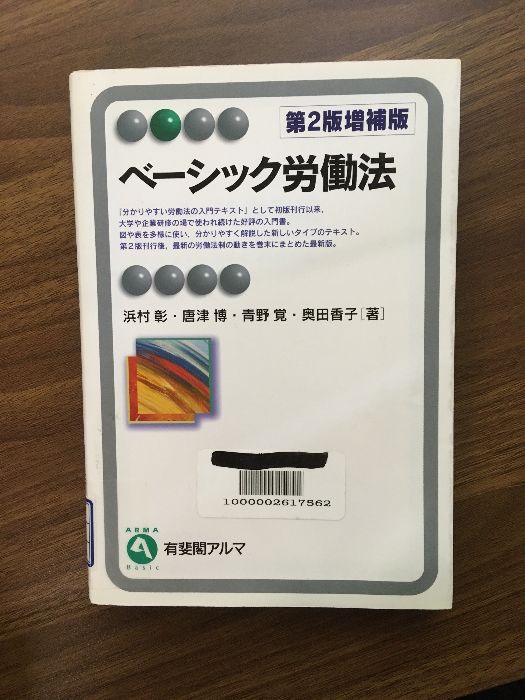 第2版増補版
ベーシック労働法
「分かりやすい労働法の入門テキスト」として初版刊行以来,
大学や企業研修の場で使われ続けた好評の入門書。
図や表を多様に使い, 分かりやすく解説した新しいタイプのテキスト。
第2版刊行後, 最新の労働法制の動きを巻末にまとめた最新版。
浜村 彰・唐津 博・青野 覚・奥田香子[著]
1000002617562
ARMA
Basic
有斐閣アルマ